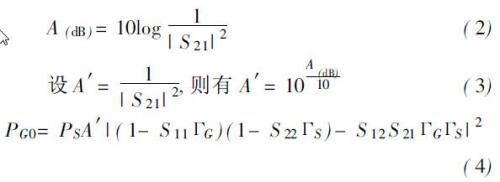 A (dB) = 10log 1/|S21|² (2)
设 A′ = 1/|S21|², 则有 A′ = 10^(A (dB)/10) (3)
PG0 = PSA′|(1- S11ΓG)(1- S22ΓS)- S12S21ΓGΓS|²
(4)